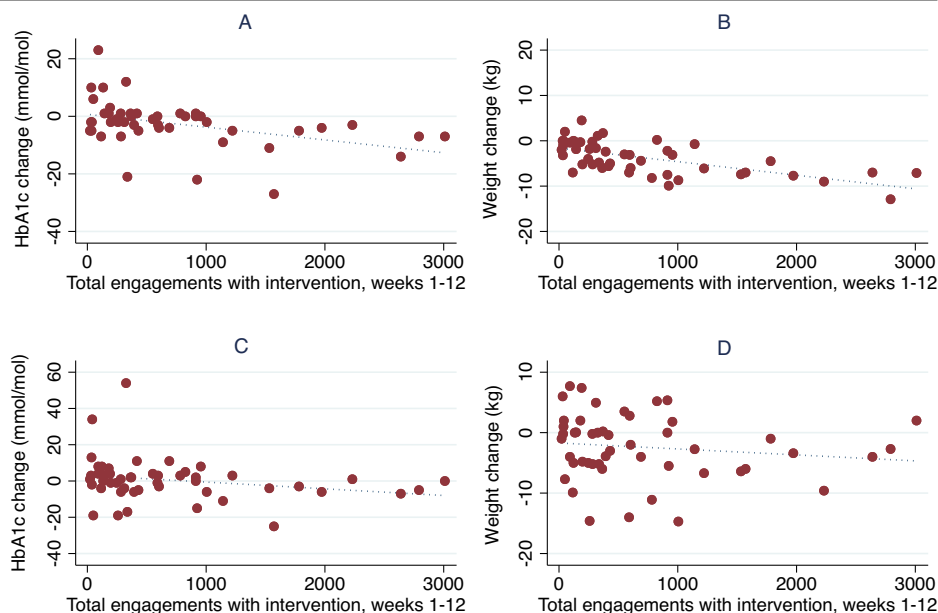 A
HbA1c change (mmol/mol)
20
0
-20
-40
0
1000
2000
3000
Total engagements with intervention, weeks 1-12
B
Weight change (kg)
20
10
0
-10
-20
0
1000
2000
3000
Total engagements with intervention, weeks 1-12
C
HbA1c change (mmol/mol)
60
40
20
0
-20
-40
0
1000
2000
3000
Total engagements with intervention, weeks 1-12
D
Weight change (kg)
10
0
-10
-20
0
1000
2000
3000
Total engagements with intervention, weeks 1-12